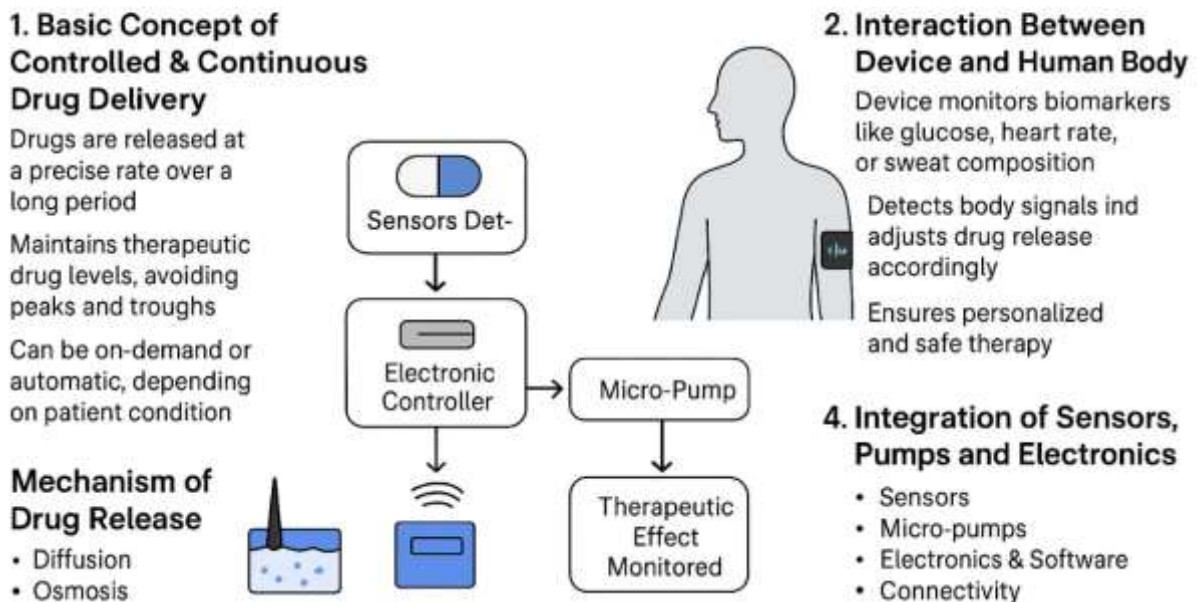 1. Basic Concept of
Controlled & Continuous
Drug Delivery
Drugs are released at
a precise rate over a
long period
Maintains therapeutic
drug levels, avoiding
peaks and troughs
Can be on-demand or
automatic, depending
on patient condition
Mechanism of
Drug Release
• Diffusion
• Osmosis
Sensors Det-
Electronic
Controller
Micro-Pump
Therapeutic
Effect
Monitored
2. Interaction Between
Device and Human Body
Device monitors biomarkers
like glucose, heart rate,
or sweat composition
Detects body signals ind
adjusts drug release
accordingly
Ensures personalized
and safe therapy
4. Integration of Sensors,
Pumps and Electronics
• Sensors
• Micro-pumps
• Electronics & Software
• Connectivity